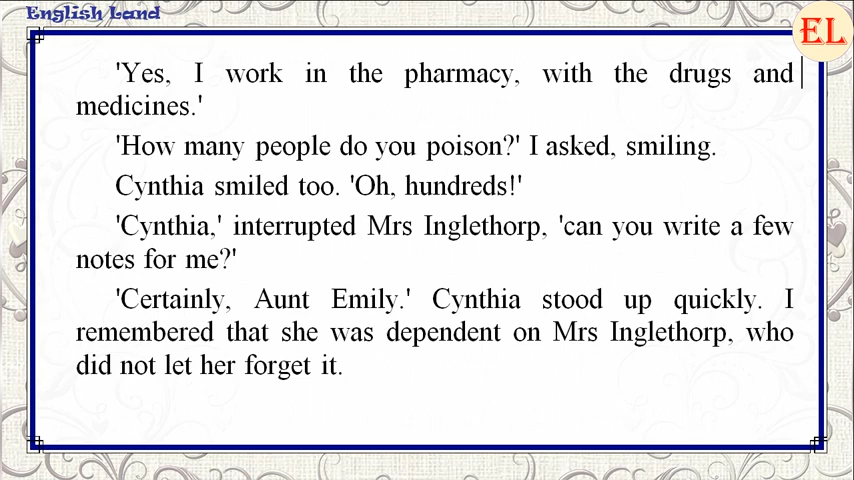 English Land
EL
'Yes, I work in the pharmacy, with the drugs and
medicines.'
'How many people do you poison?' I asked, smiling.
Cynthia smiled too. 'Oh, hundreds!'
'Cynthia,' interrupted Mrs Inglethorp, 'can you write a few
notes for me?'
'Certainly, Aunt Emily.' Cynthia stood up quickly. I
remembered that she was dependent on Mrs Inglethorp, who
did not let her forget it.